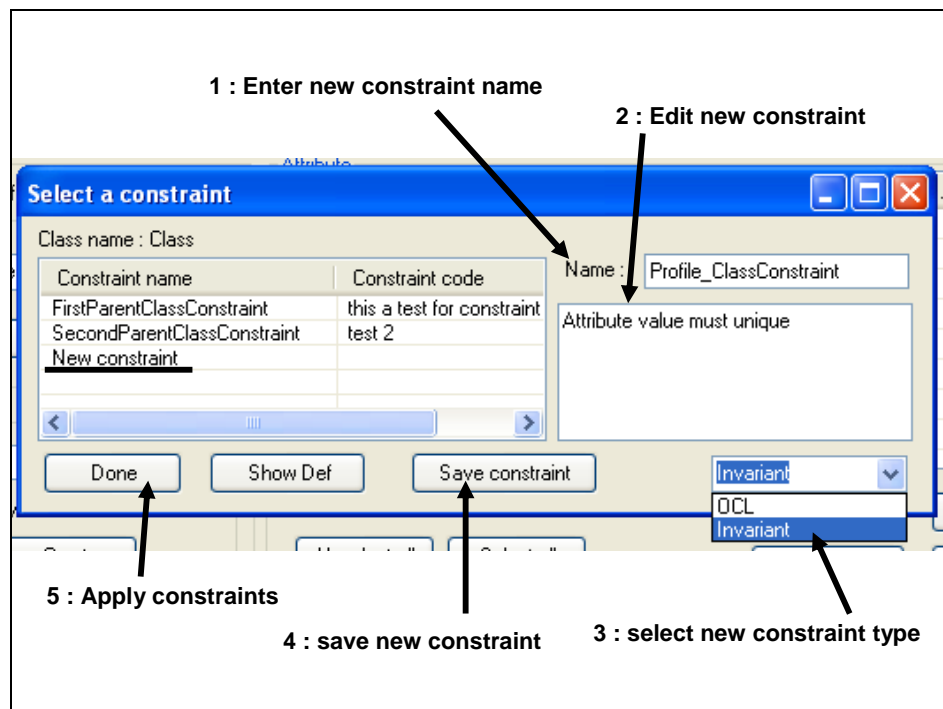 1 : Enter new constraint name
2 : Edit new constraint
Select a constraint
Class name : Class
Name :
Profile_ClassConstraint
Constraint name
Constraint code
FirstParentClassConstraint
this a test for constraint
SecondParentClassConstraint
test 2
New constraint
Attribute value must unique
Done
Show Def
Save constraint
Invariant
OCL
Invariant
5 : Apply constraints
4 : save new constraint
3 : select new constraint type